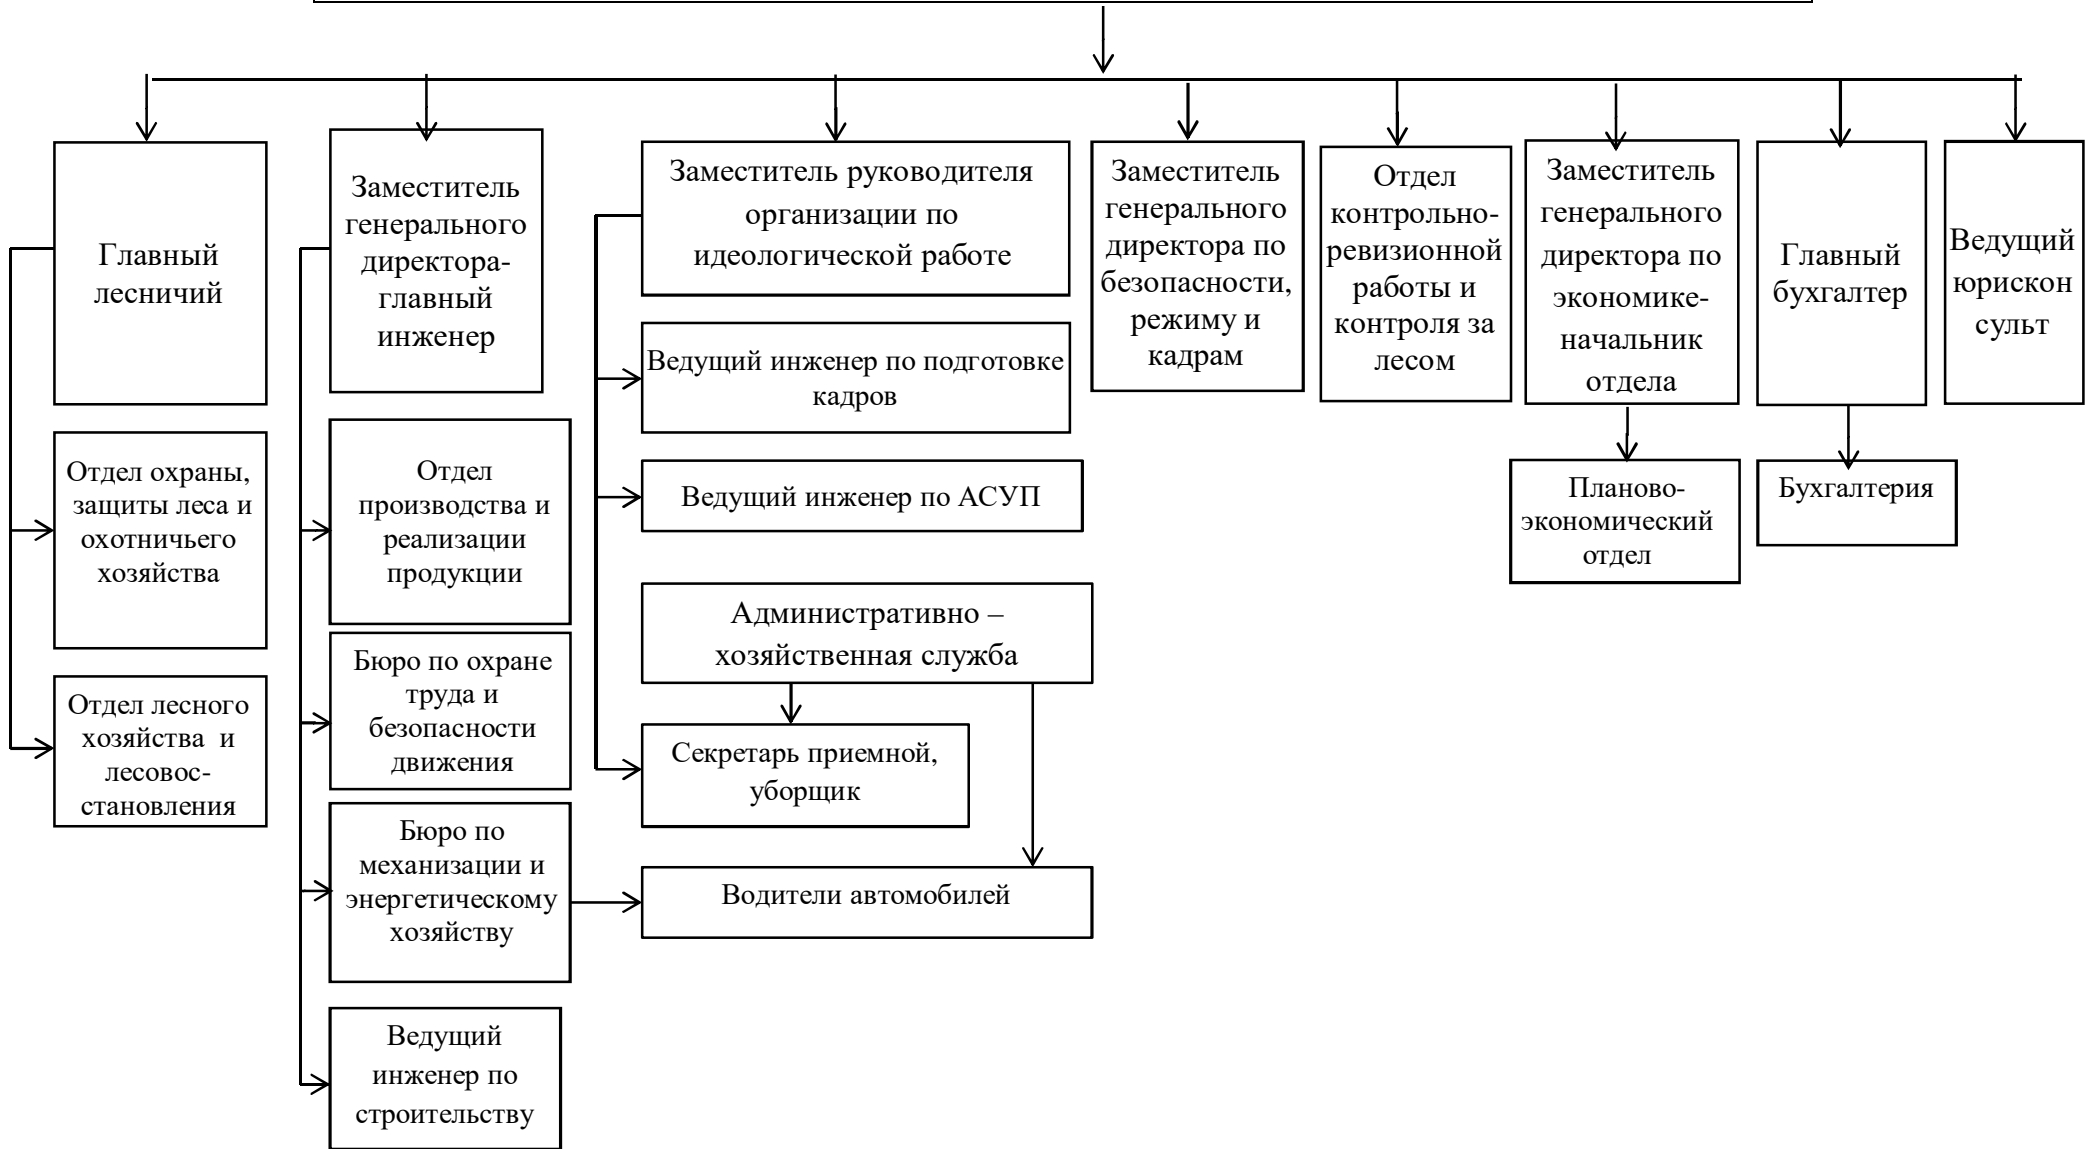 Главный
лесничий
Отдел охраны,
защиты леса и
охотничьего
хозяйства
Отдел лесного
хозяйства и
лесовос-
становления
Заместитель
генерального
директора-
главный
инженер
Отдел
производства и
реализации
продукции
Бюро по охране
труда и
безопасности
движения
Бюро по
механизации и
энергетическому
хозяйству
Ведущий
инженер по
строительству
Заместитель руководителя
организации по
идеологической работе
Ведущий инженер по подготовке
кадров
Ведущий инженер по АСУП
Административно –
хозяйственная служба
Секретарь приемной,
уборщик
Водители автомобилей
Заместитель
генерального
директора по
безопасности,
режиму и
кадрам
Отдел
контрольно-
ревизионной
работы и
контроля за
лесом
Заместитель
генерального
директора по
экономике-
начальник
отдела
Планово-
экономический
отдел
Главный
бухгалтер
Бухгалтерия
Ведущий
юрискон
сульт